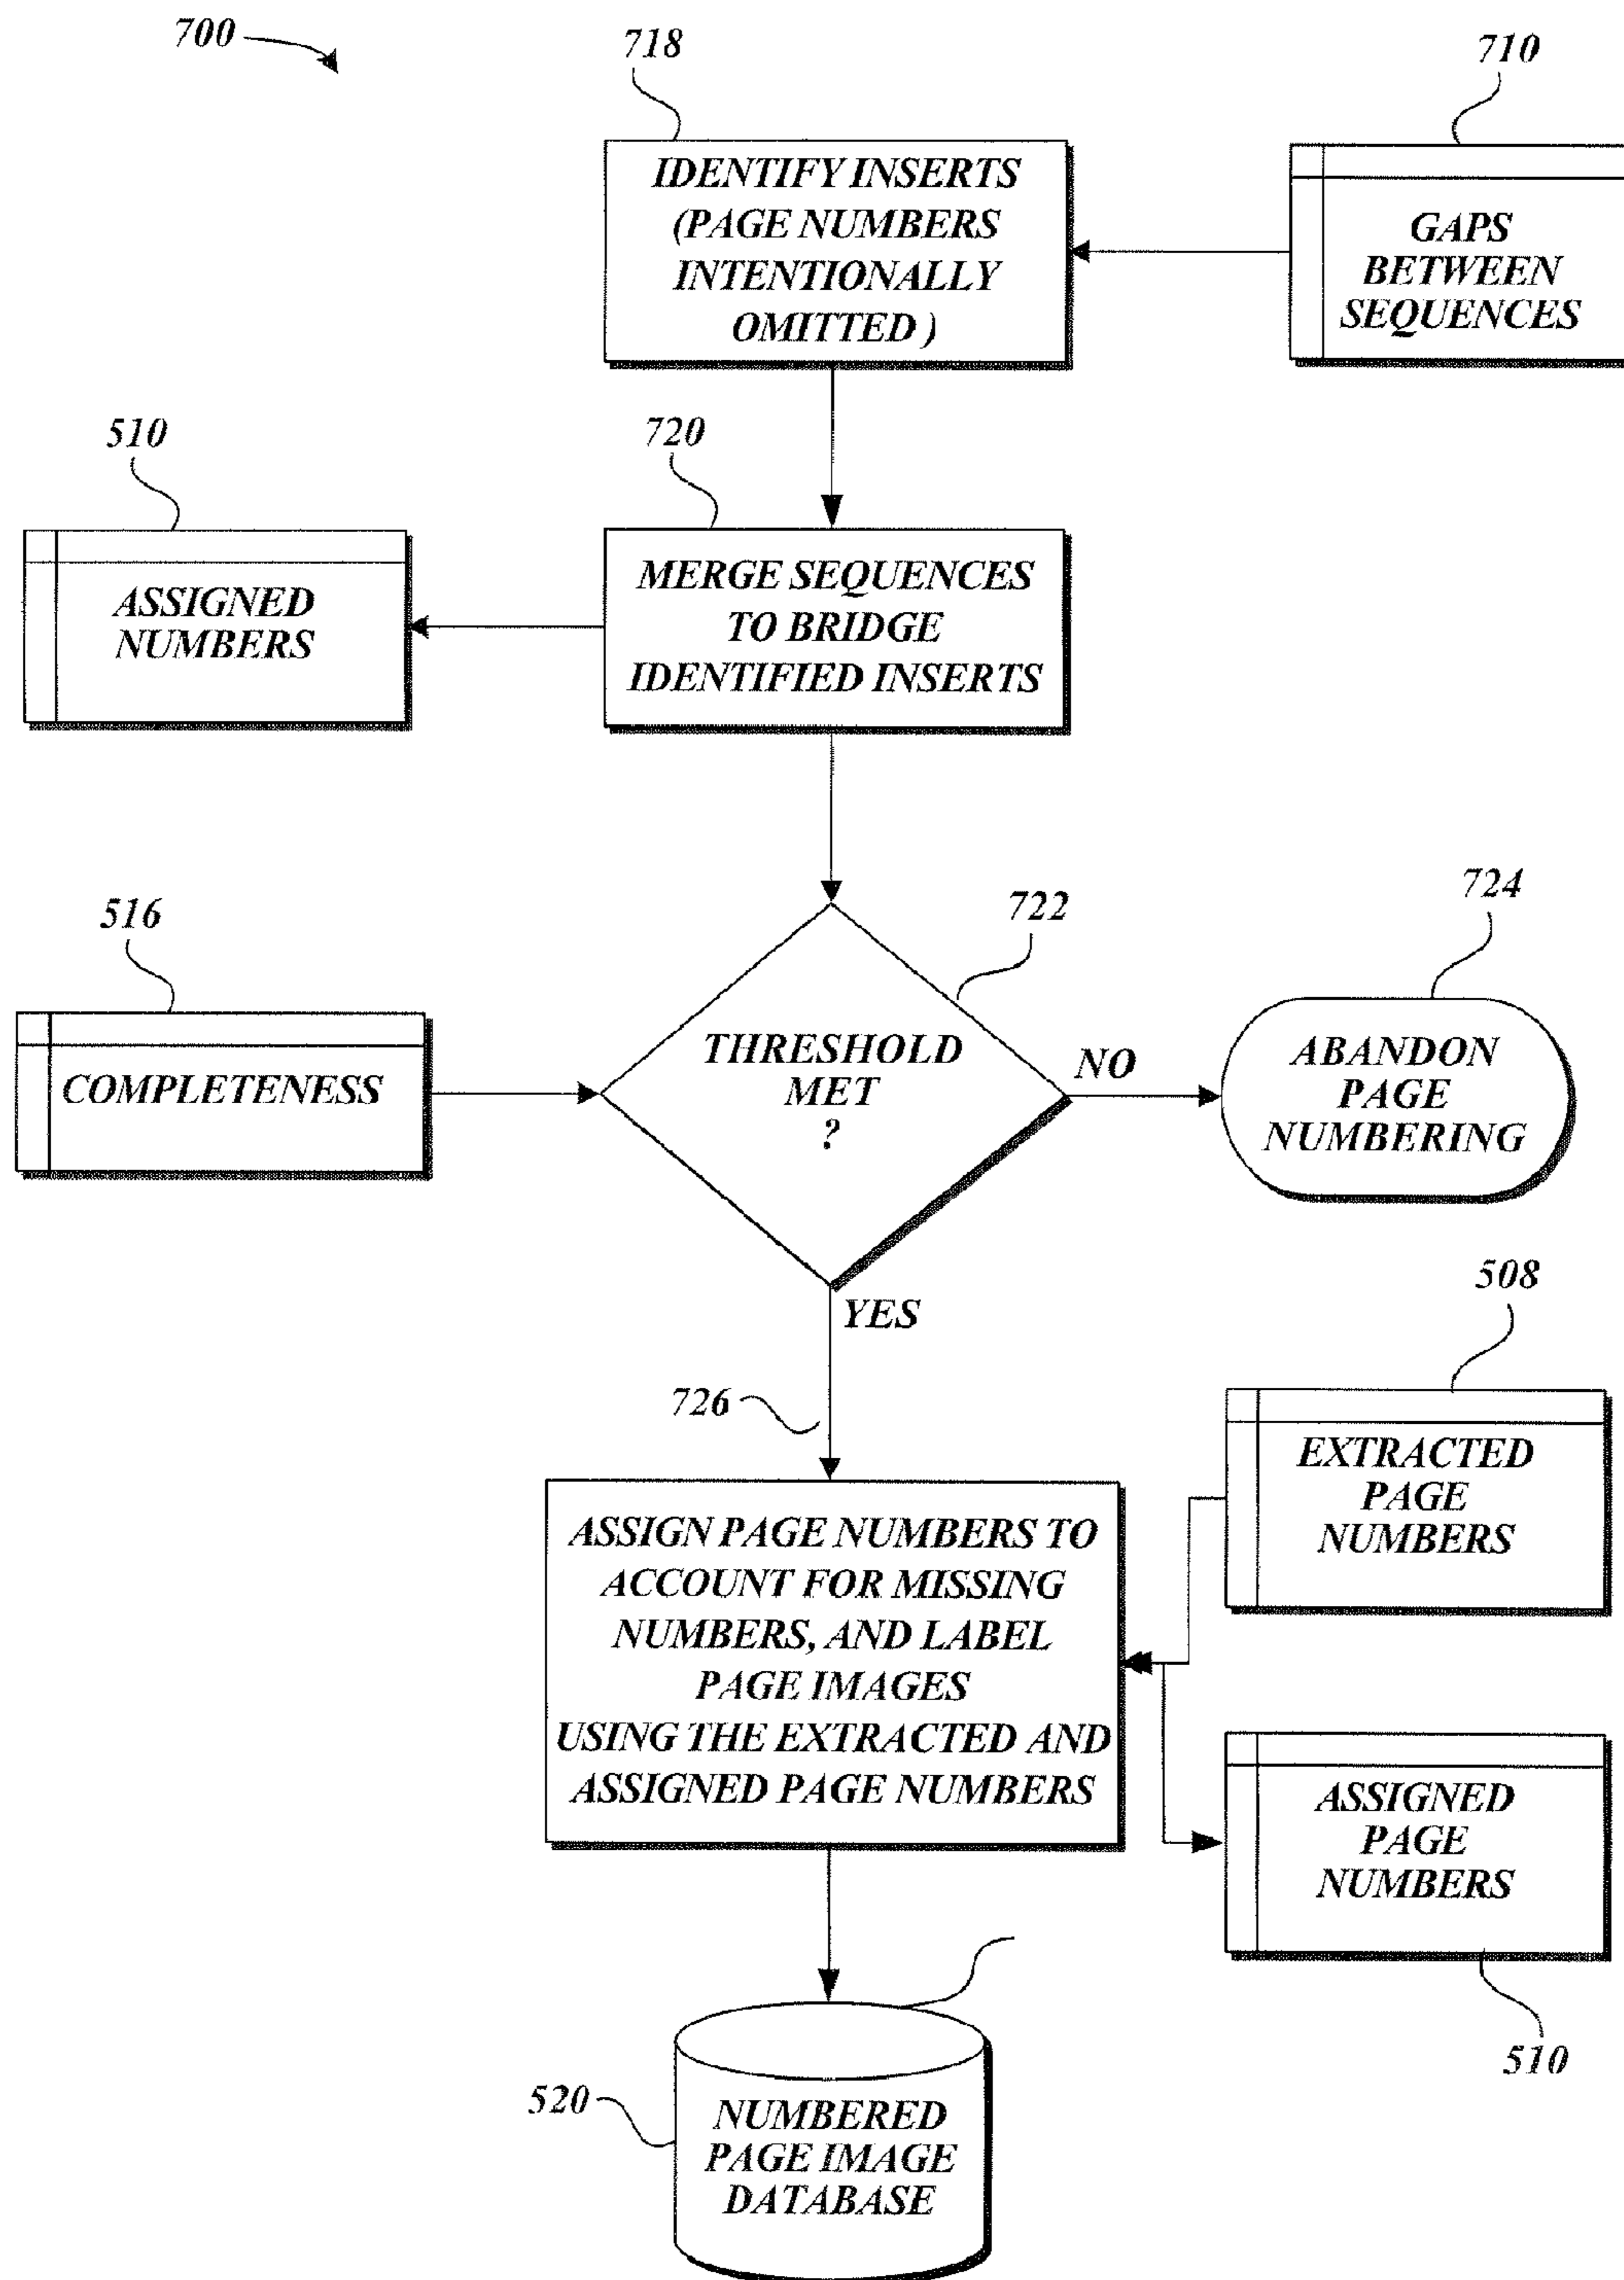 700
718
710
IDENTIFY INSERTS
(PAGE NUMBERS
INTENTIONALLY
OMITTED )
GAPS
BETWEEN
SEQUENCES
510
720
ASSIGNED
NUMBERS
MERGE SEQUENCES
TO BRIDGE
IDENTIFIED INSERTS
516
722
724
COMPLETENESS
THRESHOLD
MET
?
NO
ABANDON
PAGE
NUMBERING
YES
508
726
EXTRACTED
PAGE
NUMBERS
ASSIGN PAGE NUMBERS TO
ACCOUNT FOR MISSING
NUMBERS, AND LABEL
PAGE IMAGES
USING THE EXTRACTED AND
ASSIGNED PAGE NUMBERS
ASSIGNED
PAGE
NUMBERS
510
520
NUMBERED
PAGE IMAGE
DATABASE